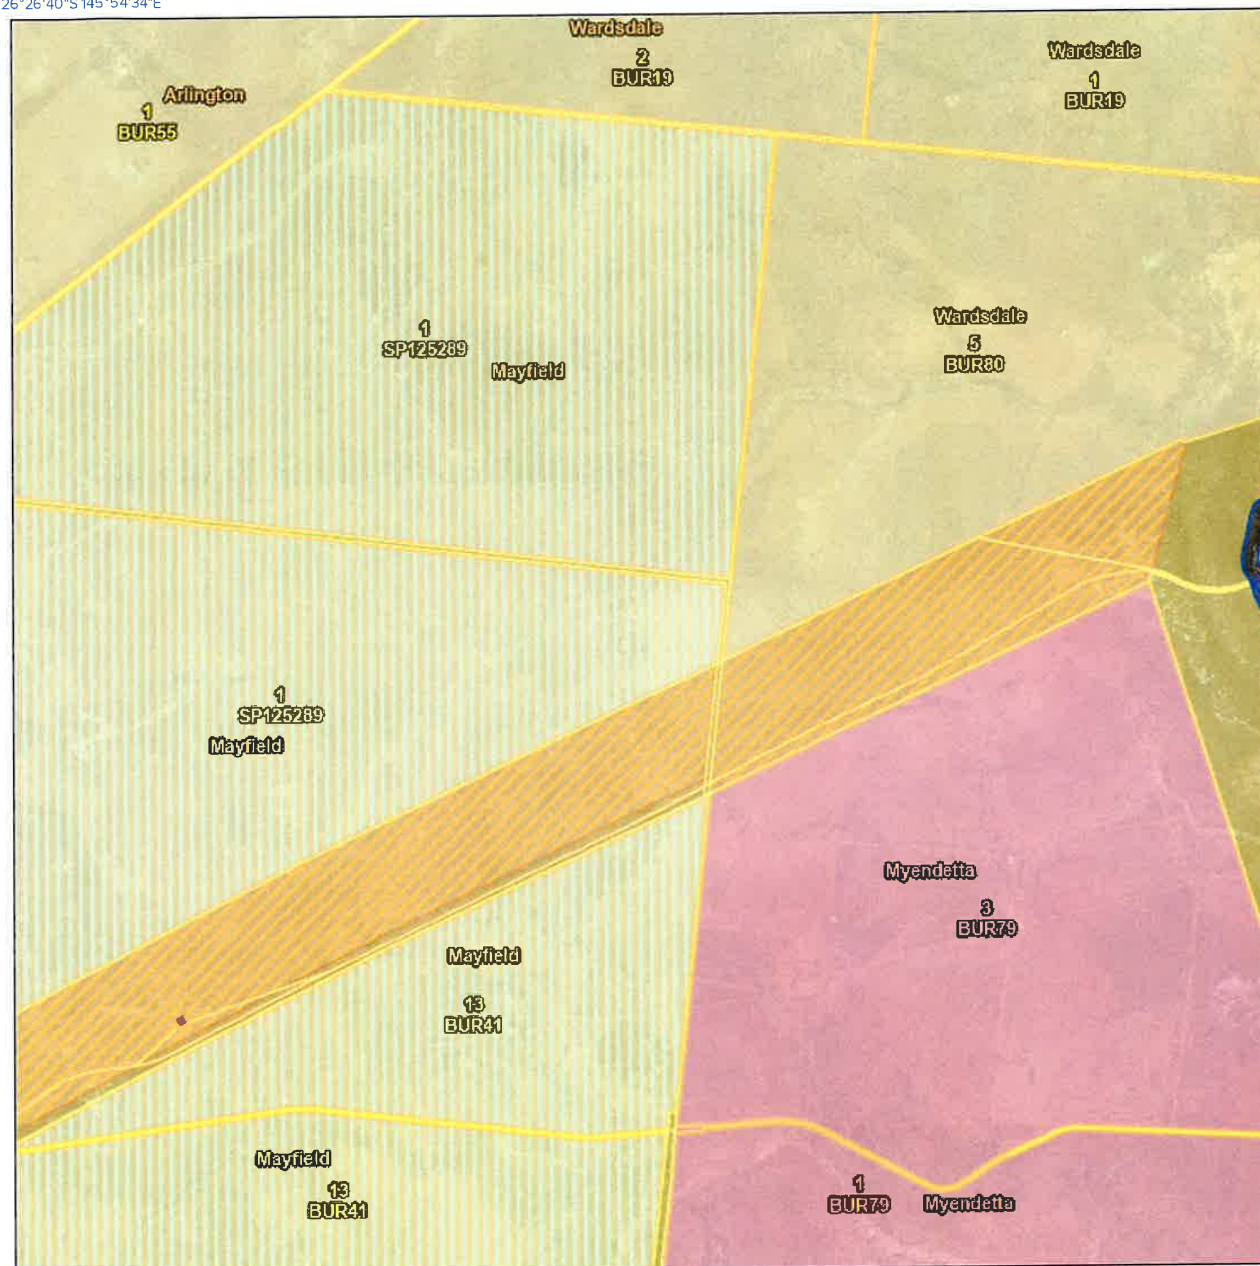 26°26'40"S 145°54'34"E
Wardsdale
2
BUR19
Wardsdale
1
BUR19
Arlington
1
BUR55
1
SP125289
Mayfield
Wardsdale
5
BUR80
1
SP125289
Mayfield
Myendetta
3
BUR79
Mayfield
13
BUR41
Mayfield
13
BUR41
1
BUR79
Myendetta